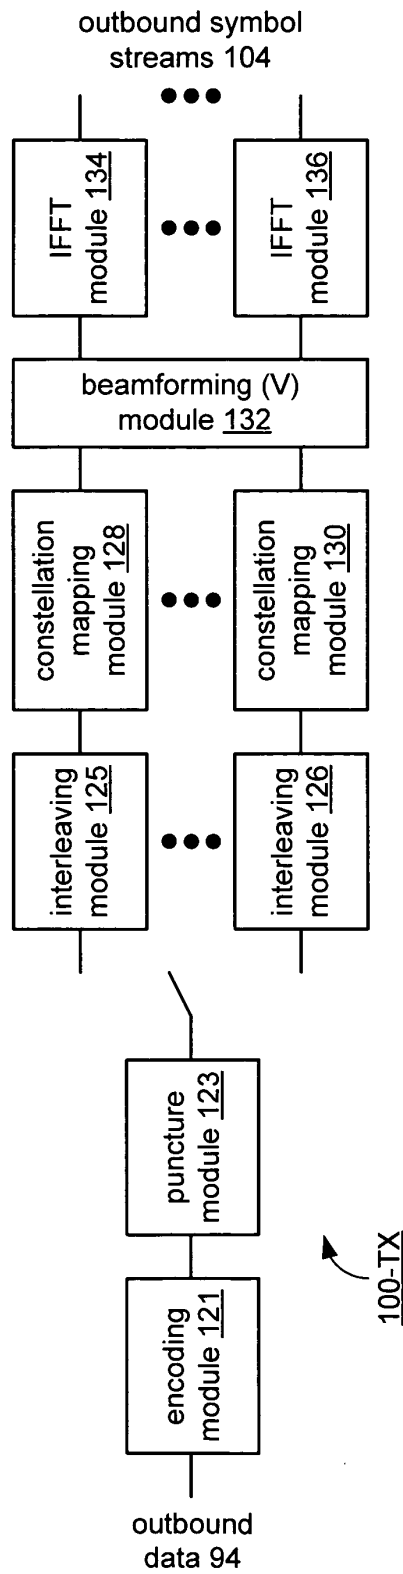 outbound symbol
streams 104
IFFT
module 134
IFFT
module 136
beamforming (V)
module 132
constellation
mapping
module 128
constellation
mapping
module 130
interleaving
module 125
interleaving
module 126
puncture
module 123
encoding
module 121
100-TX
outbound
data 94